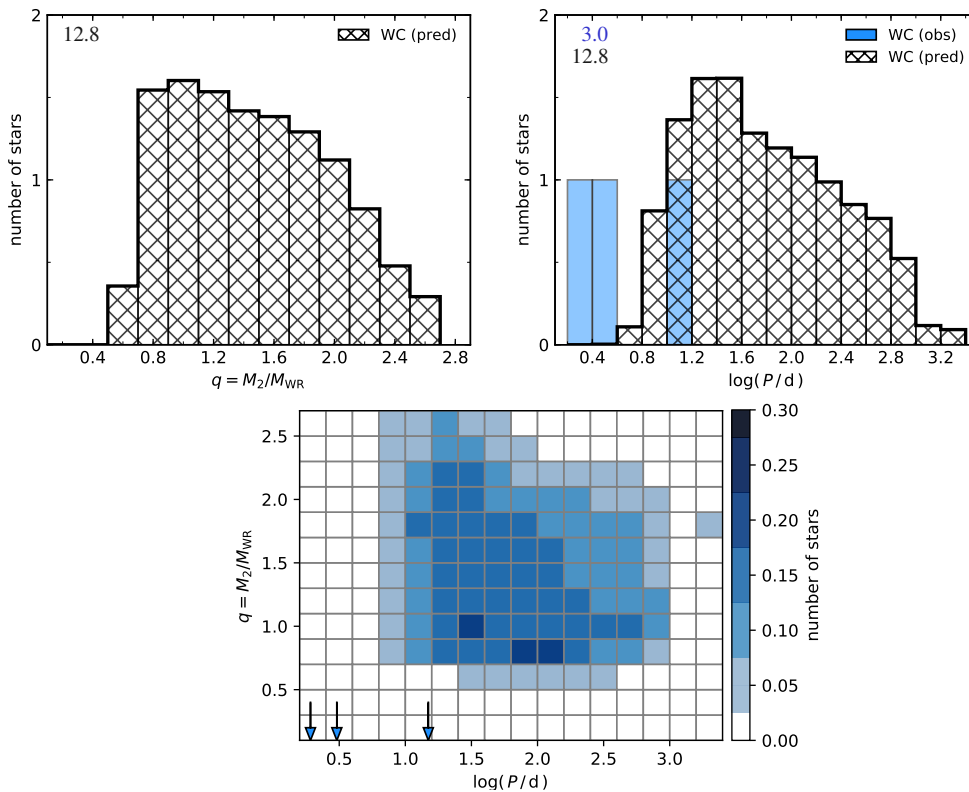 2
1
0
number of stars
12.8
WC (pred)
0.4 0.8 1.2 1.6 2.0 2.4 2.8
q = M₂/M_WR
2
1
0
number of stars
3.0
12.8
WC (obs)
WC (pred)
0.4 0.8 1.2 1.6 2.0 2.4 2.8 3.2
log(P/d)
2.5
2.0
1.5
1.0
0.5
q = M₂/M_WR
0.5 1.0 1.5 2.0 2.5 3.0
log(P/d)
0.30
0.25
0.20
0.15
0.10
0.05
0.00
number of stars